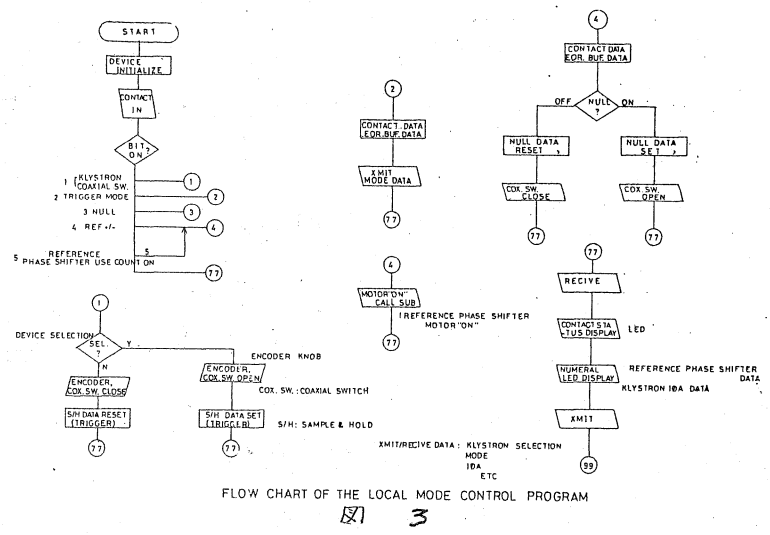 START
DEVICE
INITIALIZE
CONTACT
IN
BIT
ON ?
1 [KLYSTRON
COAXIAL SW.
1
2 TRIGGER MODE
2
3 NULL
3
4 REF +/-
4
5 REFERENCE
PHASE SHIFTER USE COUNT ON
5
77
1
DEVICE SELECTION
SEL.
?
Y
N
ENCODER,
COX. SW. CLOSE
S/H DATA RESET
(TRIGGER)
77
ENCODER KNOB
ENCODER,
COX. SW. OPEN
COX. SW. : COAXIAL SWITCH
S/H DATA SET
(TRIGGER)
S/H: SAMPLE & HOLD
77
2
CONTACT. DATA
EOR. BUF. DATA
XMIT
MODE DATA
77
4
MOTOR"ON"
CALL SUB
! REFERENCE PHASE SHIFTER
MOTOR "ON"
77
4
CONTACT DATA
EOR. BUF. DATA
OFF
NULL
?
ON
NULL DATA
RESET ,
COX. SW.
CLOSE
77
NULL DATA
SET ,
COX. SW.
OPEN
77
77
RECIVE
CONTACT STA
-TUS DISPLAY
LED
NUMERAL
LED DISPLAY
REFERENCE PHASE SHIFTER
DATA
KLYSTRON IΦA DATA
XMIT
99
XMIT/RECIVE DATA : KLYSTRON SELECTION
MODE
IΦA
ETC
FLOW CHART OF THE LOCAL MODE CONTROL PROGRAM
図 3